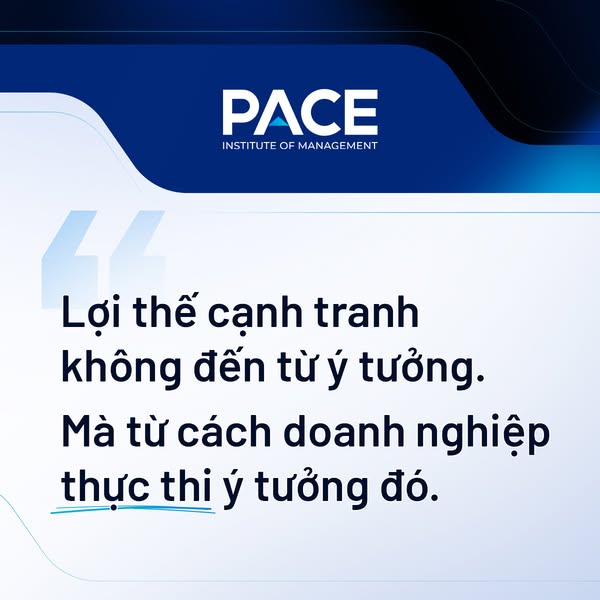 PACE
INSTITUTE OF MANAGEMENT
Lợi thế cạnh tranh
không đến từ ý tưởng.
Mà từ cách doanh nghiệp
thực thi ý tưởng đó.